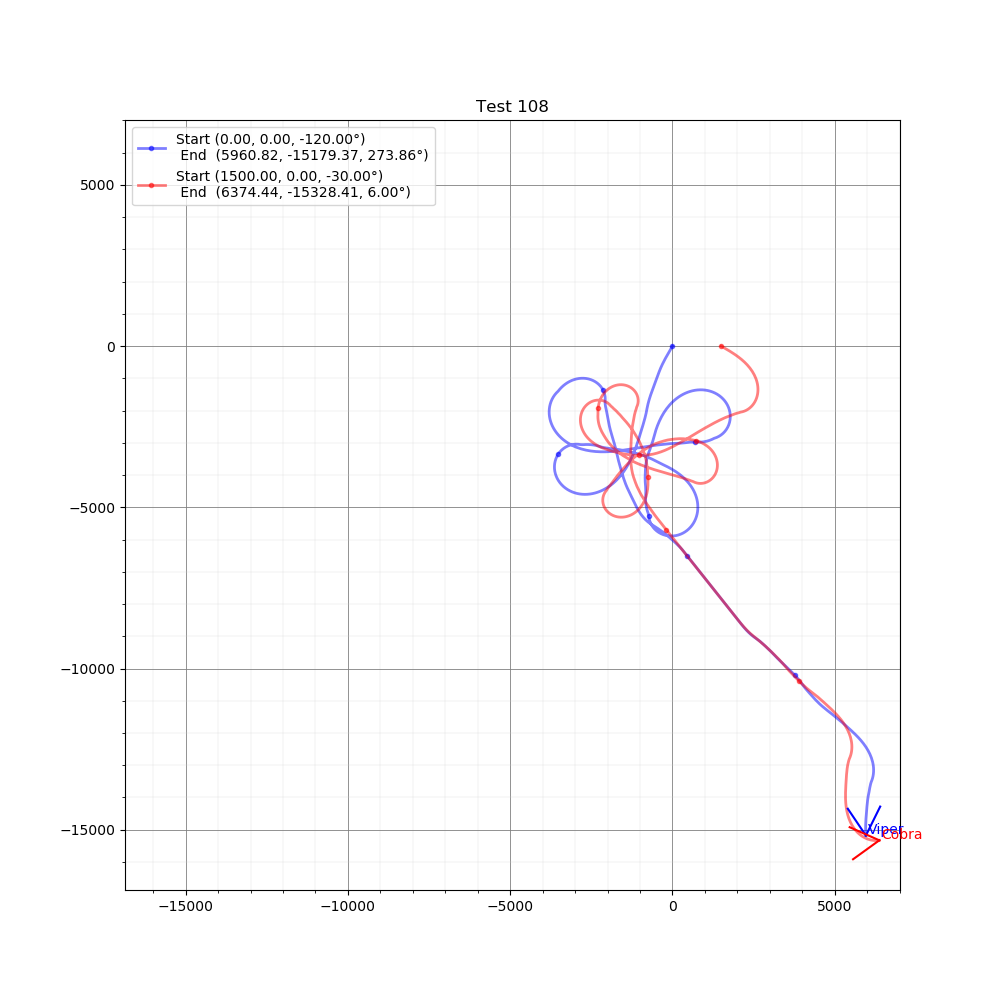 Test 108
Start (0.00, 0.00, -120.00°)
End (5960.82, -15179.37, 273.86°)
Start (1500.00, 0.00, -30.00°)
End (6374.44, -15328.41, 6.00°)
5000
0
−5000
−10000
−15000
Viper
Cobra
−15000 −10000 −5000 0 5000